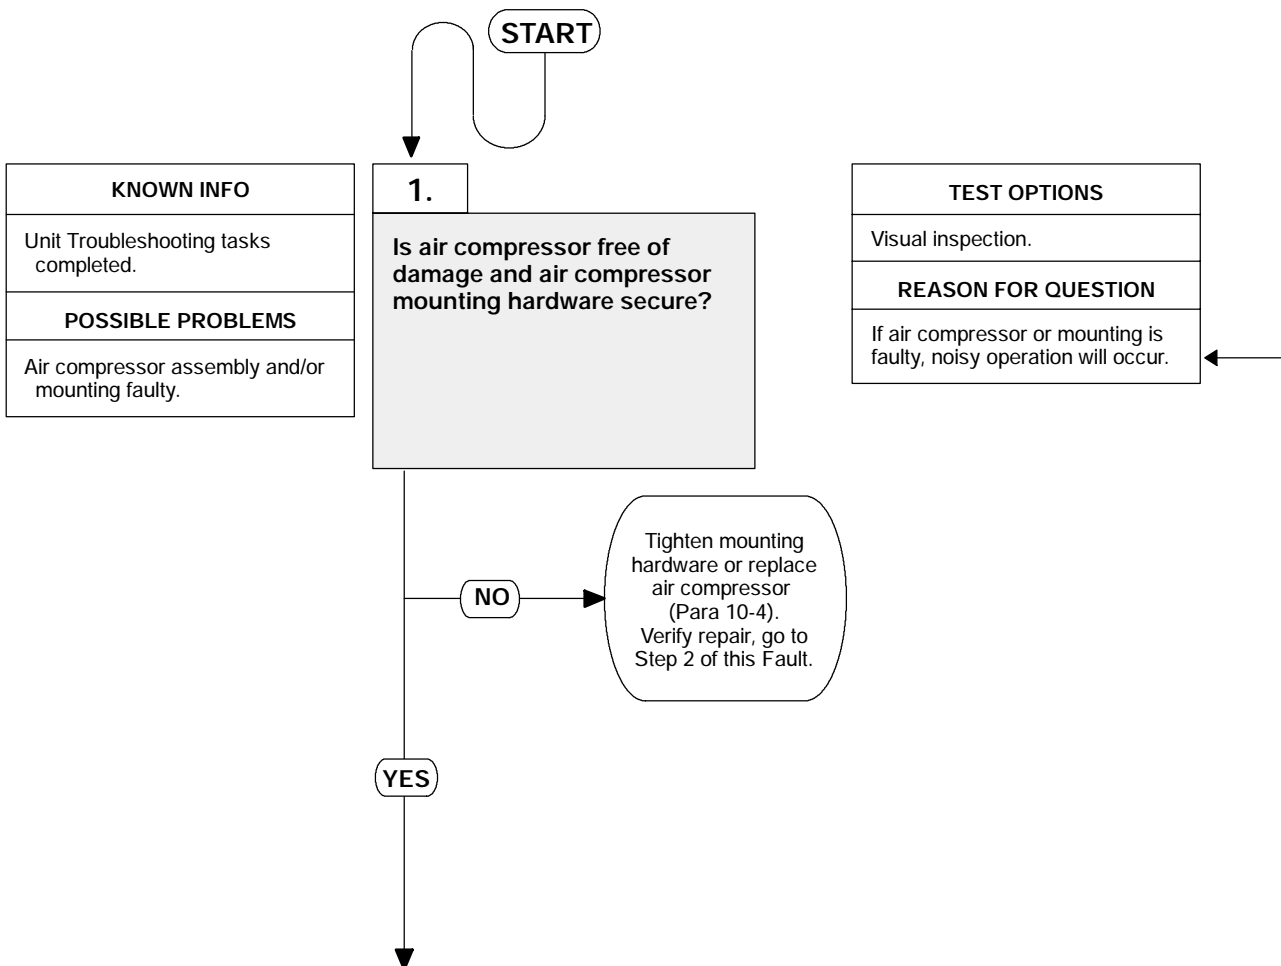 START
KNOWN INFO
Unit Troubleshooting tasks
completed.
POSSIBLE PROBLEMS
Air compressor assembly and/or
mounting faulty.
1.
Is air compressor free of
damage and air compressor
mounting hardware secure?
TEST OPTIONS
Visual inspection.
REASON FOR QUESTION
If air compressor or mounting is
faulty, noisy operation will occur.
NO
Tighten mounting
hardware or replace
air compressor
(Para 10-4).
Verify repair, go to
Step 2 of this Fault.
YES